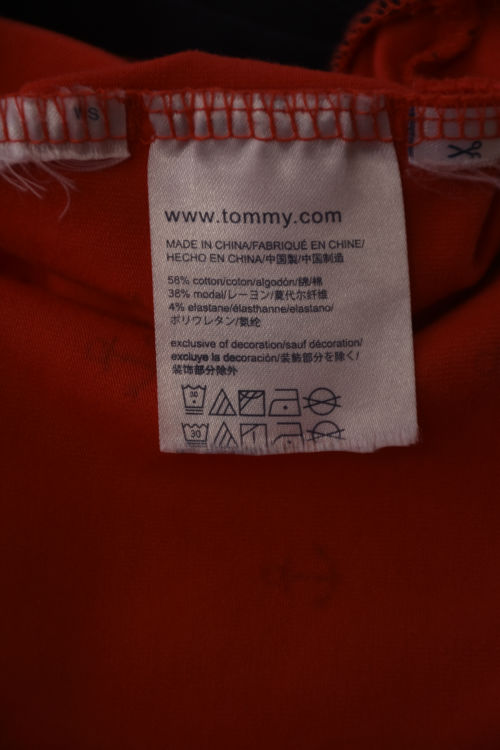 www.tommy.com
MADE IN CHINA/FABRIQUÉ EN CHINE/
HECHO EN CHINA/中国製/中国制造
58% cotton/coton/algodón/綿/棉
38% modal/レーヨン/莫代尔纤维
4% elastane/élasthanne/elastano/
ポリウレタン/氨纶
exclusive of decoration/sauf décoration/
excluye la decoración/装飾部分を除く/
装饰部分除外
30
30